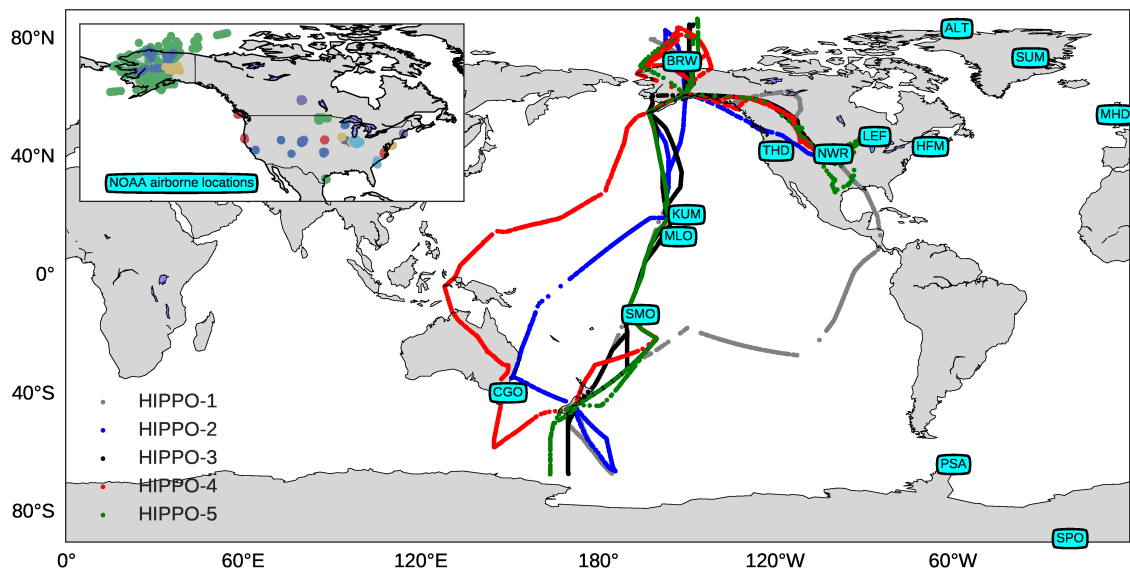 80°N
ALT
BRW
SUM
MHD
40°N
THD
NWR
LEF
HFM
NOAA airborne locations
KUM
MLO
0°
SMO
40°S
CGO
HIPPO-1
HIPPO-2
HIPPO-3
HIPPO-4
HIPPO-5
PSA
80°S
SPO
0°
60°E
120°E
180°
120°W
60°W